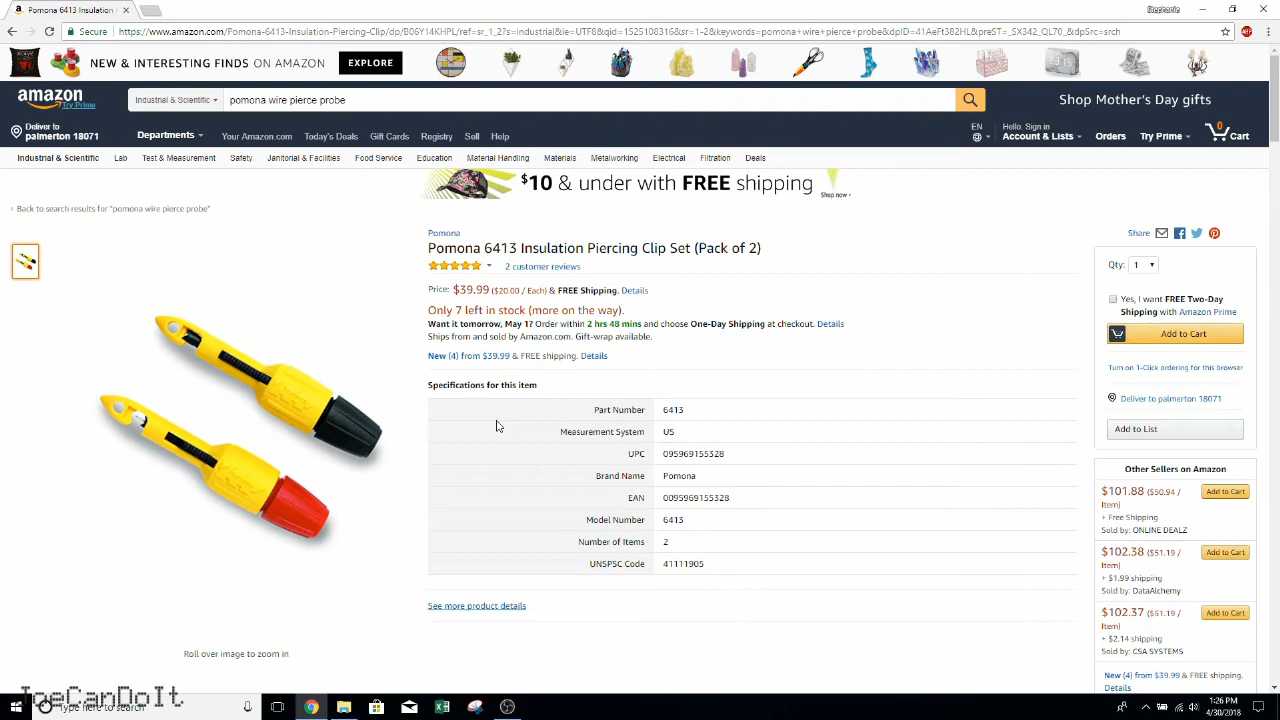 Pomona 6413 Insulation
Stephanie
Secure
https://www.amazon.com/Pomona-6413-Insulation-Piercing-Clip/dp/B06Y14KHPL/ref=sr_1_2?s=industrial&ie=UTF8&qid=1525108316&sr=1-2&keywords=pomona+wire+pierce+probe&dpID=41AeFt382HL&preST=_SX342_QL70_&dpSrc=srch
NEW & INTERESTING FINDS ON AMAZON
EXPLORE
amazon
Try Prime
Industrial & Scientific
pomona wire pierce probe
Shop Mother's Day gifts
Deliver to
palmerton 18071
Departments
Your Amazon.com
Today's Deals
Gift Cards
Registry
Sell
Help
EN
Hello. Sign in
Account & Lists
Orders
Try Prime
0
Cart
Industrial & Scientific
Lab
Test & Measurement
Safety
Janitorial & Facilities
Food Service
Education
Material Handling
Materials
Metalworking
Electrical
Filtration
Deals
$10 & under with FREE shipping
Shop now ›
‹ Back to search results for "pomona wire pierce probe"
Pomona
Pomona 6413 Insulation Piercing Clip Set (Pack of 2)
2 customer reviews
Price: $39.99 ($20.00 / Each) & FREE Shipping. Details
Only 7 left in stock (more on the way).
Want it tomorrow, May 1? Order within 2 hrs 48 mins and choose One-Day Shipping at checkout. Details
Ships from and sold by Amazon.com. Gift-wrap available.
New (4) from $39.99 & FREE shipping. Details
Specifications for this item
Part Number 6413
Measurement System US
UPC 095969155328
Brand Name Pomona
EAN 0095969155328
Model Number 6413
Number of Items 2
UNSPSC Code 41111905
See more product details
Roll over image to zoom in
Share
Qty: 1
Yes, I want FREE Two-Day
Shipping with Amazon Prime
Add to Cart
Turn on 1-Click ordering for this browser
Deliver to palmerton 18071
Add to List
Other Sellers on Amazon
$101.88 ($50.94 /
Item)
+ Free Shipping
Sold by: ONLINE DEALZ
Add to Cart
$102.38 ($51.19 /
Item)
+ $1.99 shipping
Sold by: DataAlchemy
Add to Cart
$102.37 ($51.19 /
Item)
+ $2.14 shipping
Sold by: CSA SYSTEMS
Add to Cart
New (4) from $39.99 & FREE shipping.
Details
JoeCanDoIt
Type here to search
1:26 PM
4/30/2018